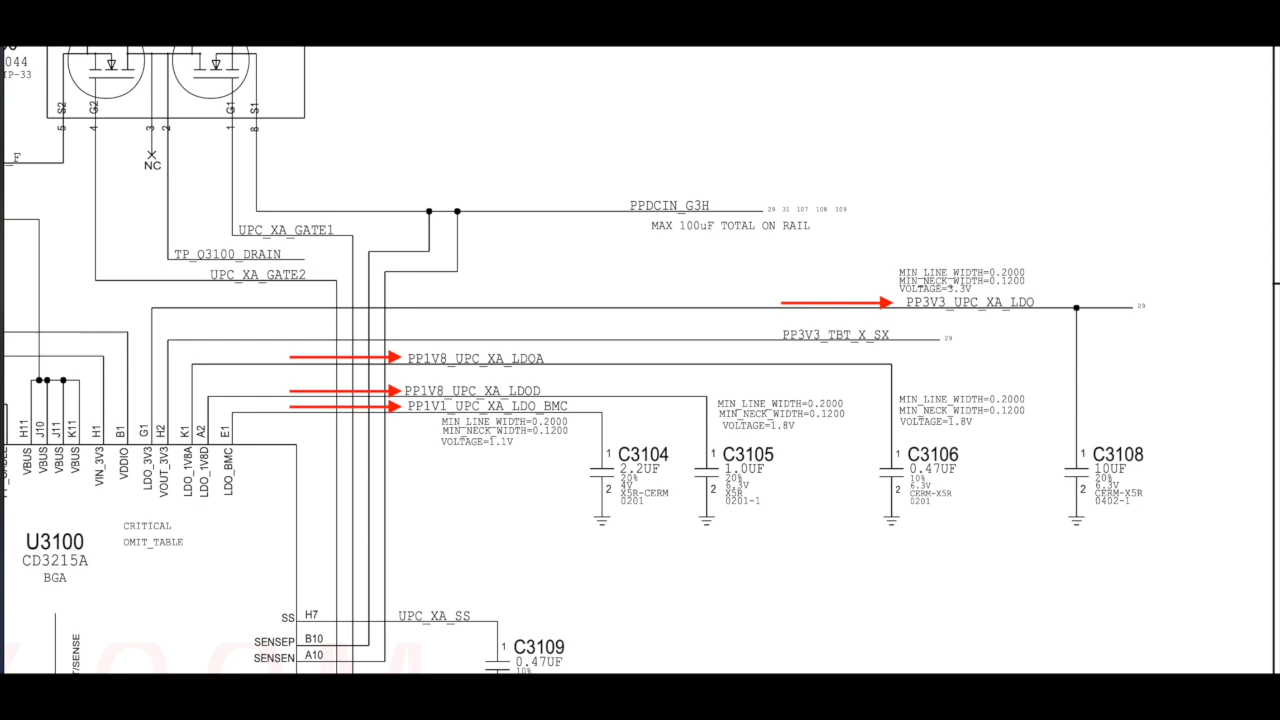 044
IP-33
S2
G2
G1
S1
5
4
3
2
1
8
_F
NC
PPDCIN_G3H
29 31 107 108 109
MAX 100uF TOTAL ON RAIL
UPC_XA_GATE1
TP_Q3100_DRAIN
UPC_XA_GATE2
MIN_LINE_WIDTH=0.2000
MIN_NECK_WIDTH=0.1200
VOLTAGE=3.3V
PP3V3_UPC_XA_LDO
29
PP3V3_TBT_X_SX
29
PP1V8_UPC_XA_LDOA
PP1V8_UPC_XA_LDOD
PP1V1_UPC_XA_LDO_BMC
MIN_LINE_WIDTH=0.2000
MIN_NECK_WIDTH=0.1200
VOLTAGE=1.1V
MIN_LINE_WIDTH=0.2000
MIN_NECK_WIDTH=0.1200
VOLTAGE=1.8V
MIN_LINE_WIDTH=0.2000
MIN_NECK_WIDTH=0.1200
VOLTAGE=1.8V
H11
J10
J11
K11
H1
B1
G1
H2
K1
A2
E1
VBUS
VBUS
VBUS
VBUS
VIN_3V3
VDDIO
LDO_3V3
VOUT_3V3
LDO_1V8A
LDO_1V8D
LDO_BMC
1
C3104
2.2UF
20%
4V
X5R-CERM
0201
2
1
C3105
1.0UF
20%
6.3V
X5R
0201-1
2
1
C3106
0.47UF
10%
6.3V
CERM-X5R
0201
2
1
C3108
10UF
20%
6.3V
CERM-X5R
0402-1
2
CRITICAL
OMIT_TABLE
U3100
CD3215A
BGA
SS
H7
UPC_XA_SS
SENSEP
B10
SENSEN
A10
1
C3109
0.47UF
10%
T/SENSE